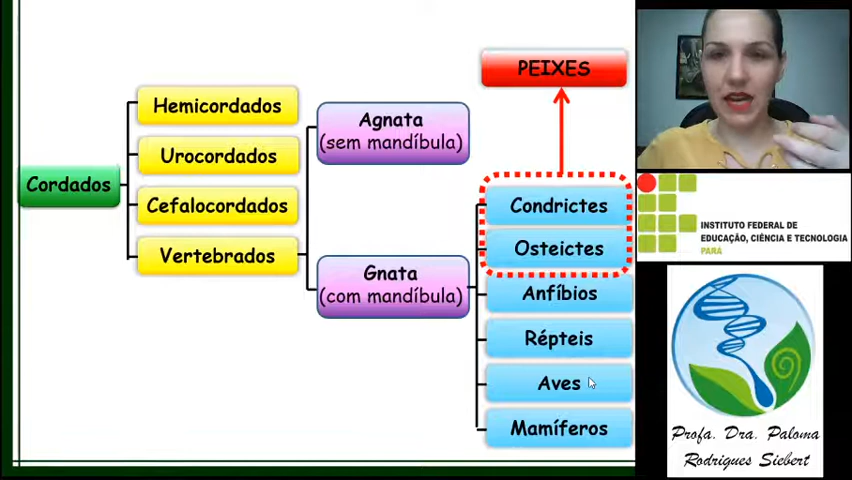 PEIXES
Hemicordados
Urocordados
Cordados
Cefalocordados
Vertebrados
Agnata
(sem mandíbula)
Gnata
(com mandíbula)
Condrictes
Osteictes
Anfíbios
Répteis
Aves
Mamíferos
INSTITUTO FEDERAL DE
EDUCAÇÃO, CIÊNCIA E TECNOLOGIA
PARÁ
Profa. Dra. Paloma
Rodrigues Siebert